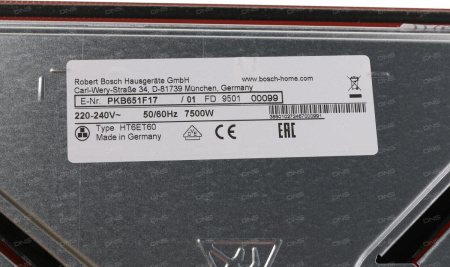 Robert Bosch Hausgeräte GmbH
Carl-Wery-Straße 34, D-81739 München, Germany
www.bosch-home.com
E-Nr. PKB651F17 / 01 FD 9501 00099
220-240V~ 50/60Hz 7500W
Type HT6ET60
Made in Germany
EAC